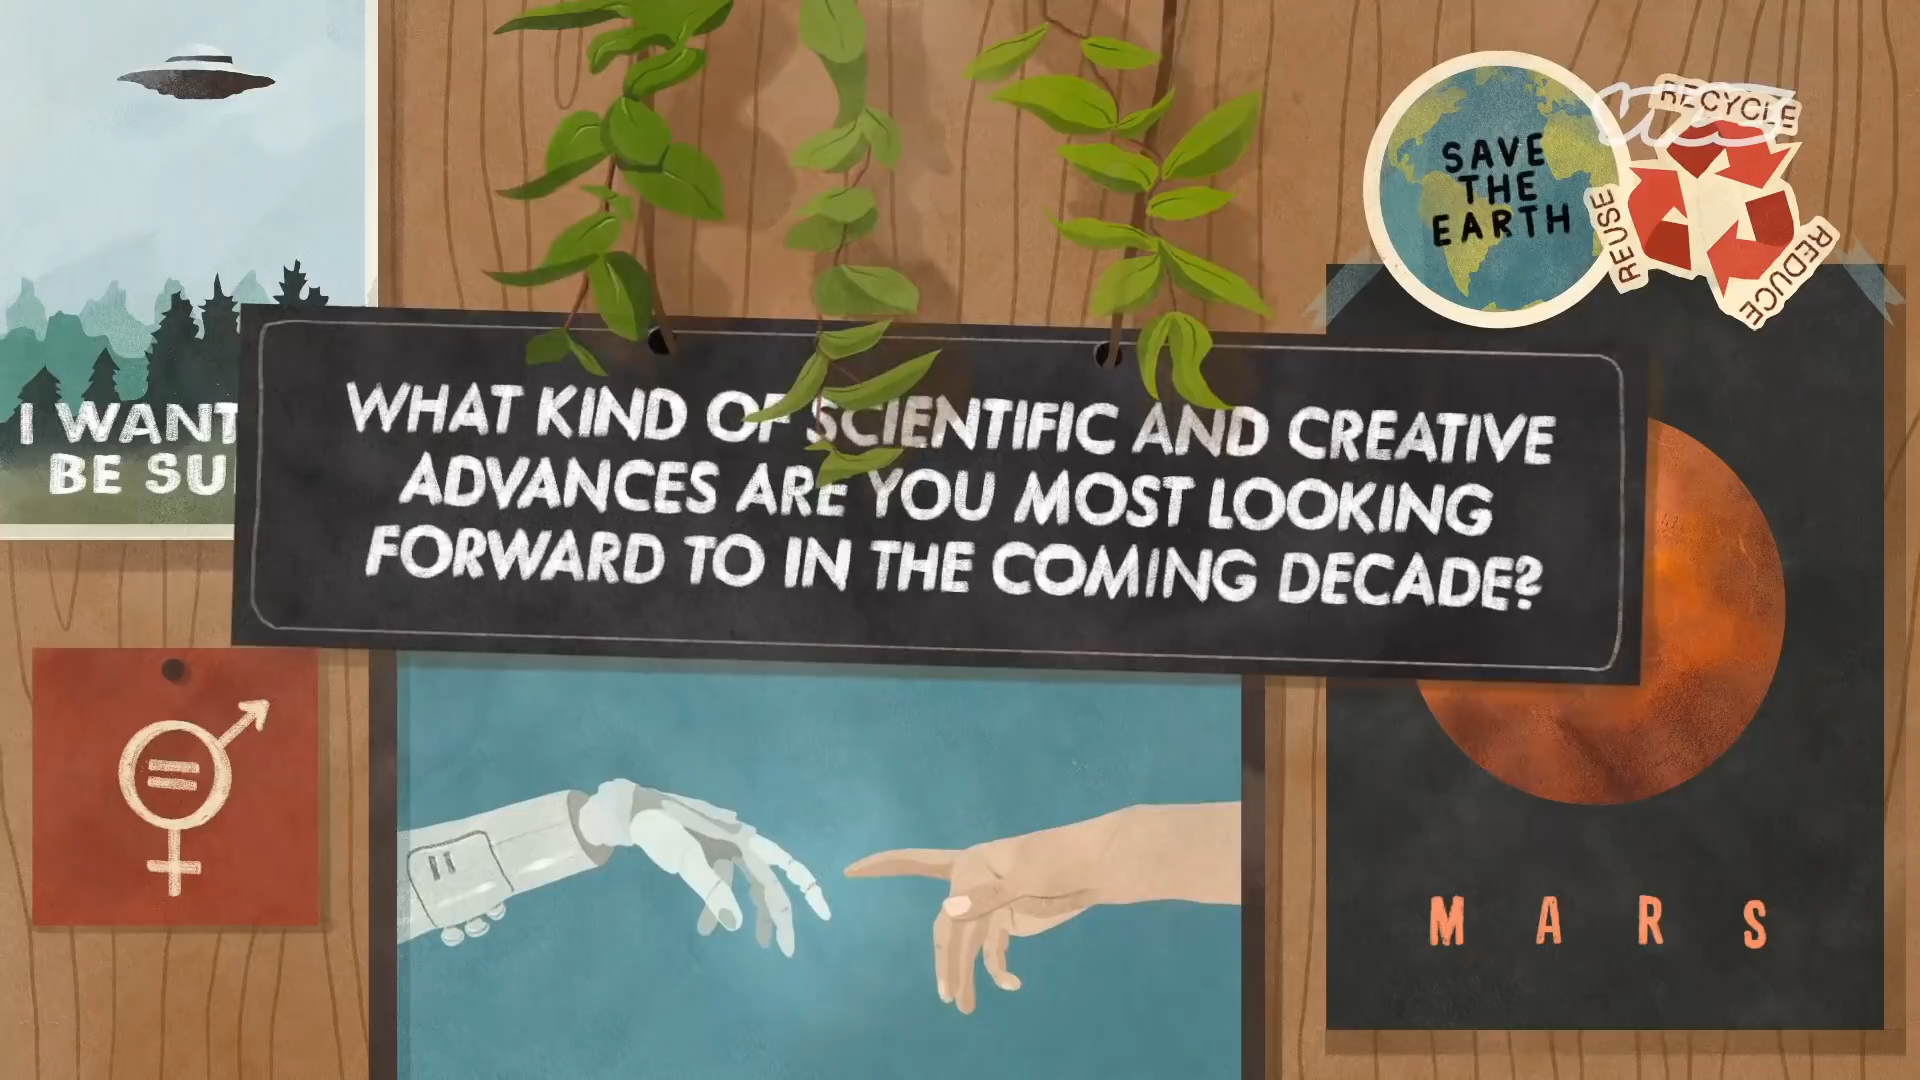 I WANT
BE SU
WHAT KIND OF SCIENTIFIC AND CREATIVE
ADVANCES ARE YOU MOST LOOKING
FORWARD TO IN THE COMING DECADE?
SAVE
THE
EARTH
VICE
RECYCLE
REUSE
REDUCE
MARS